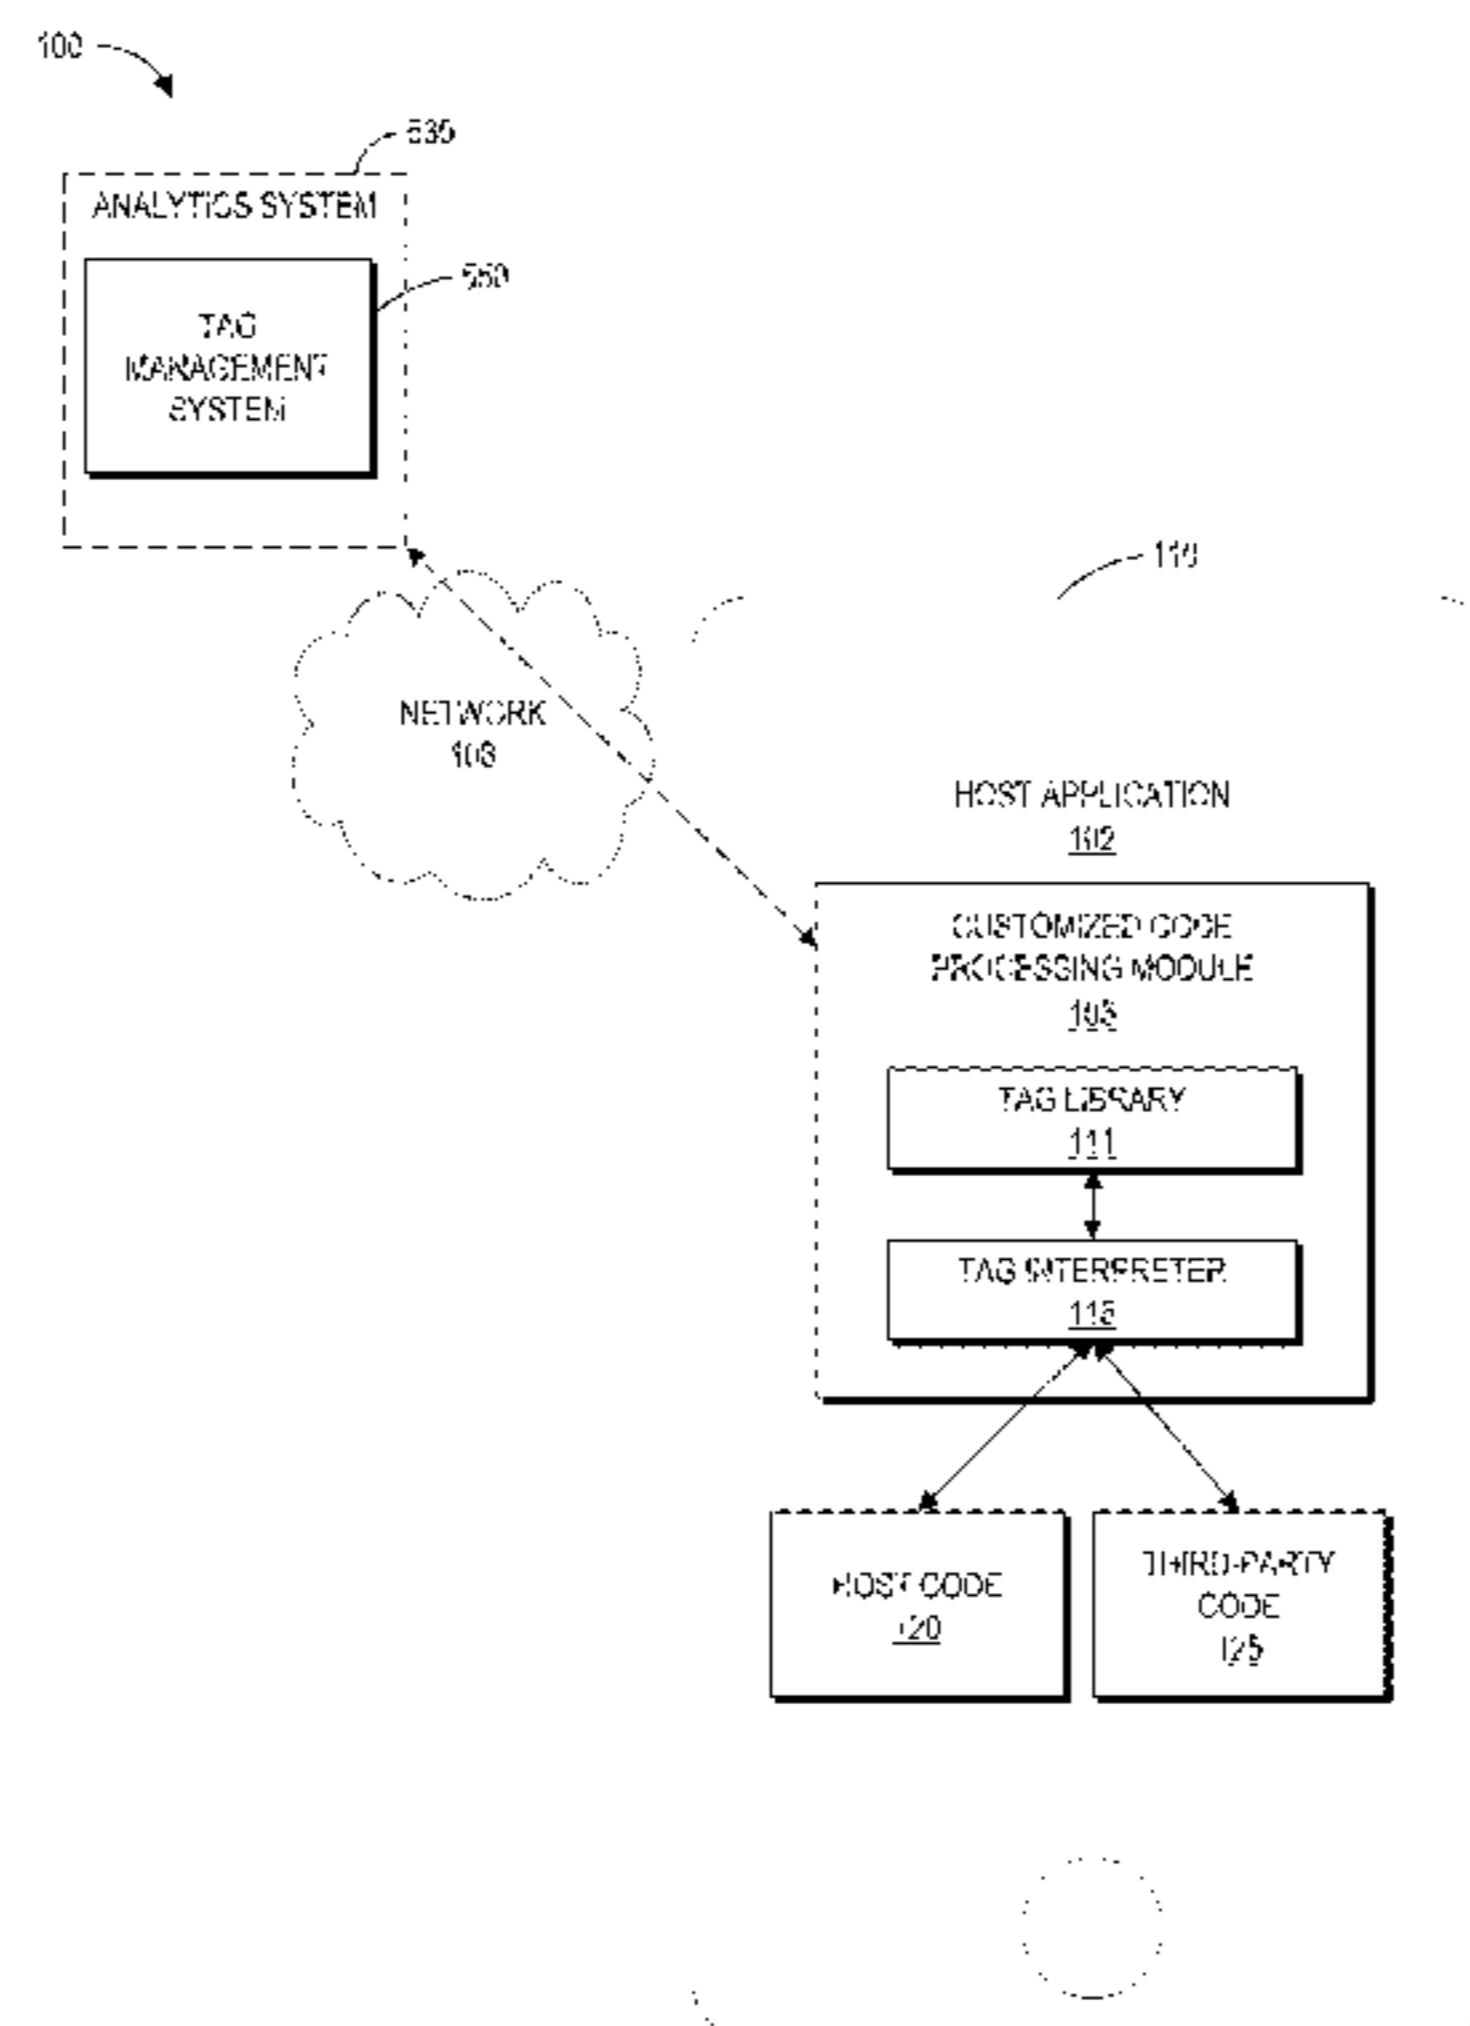 100
535
ANALYTICS SYSTEM
550
TAG
MANAGEMENT
SYSTEM
110
NETWORK
108
HOST APPLICATION
102
CUSTOMIZED CODE
PROCESSING MODULE
105
TAG LIBRARY
111
TAG INTERPRETER
115
HOST CODE
120
THIRD-PARTY
CODE
125